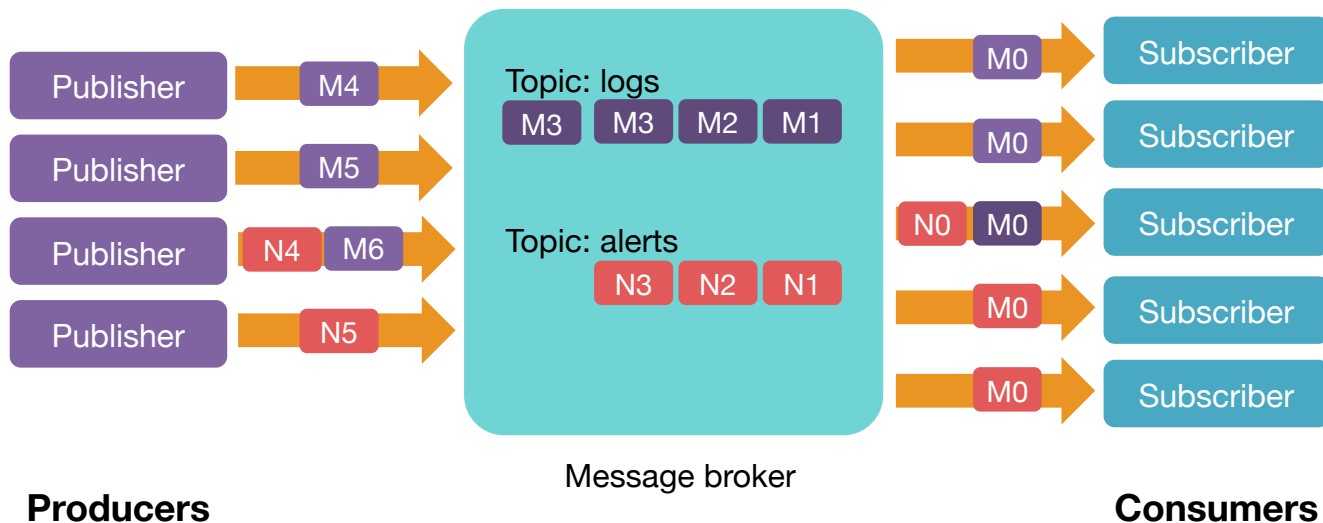 Publisher
M4
Publisher
M5
Publisher
N4 M6
Publisher
N5
Topic: logs
M3 M3 M2 M1
Topic: alerts
N3 N2 N1
M0
Subscriber
M0
Subscriber
N0 M0
Subscriber
M0
Subscriber
M0
Subscriber
Message broker
Producers
Consumers